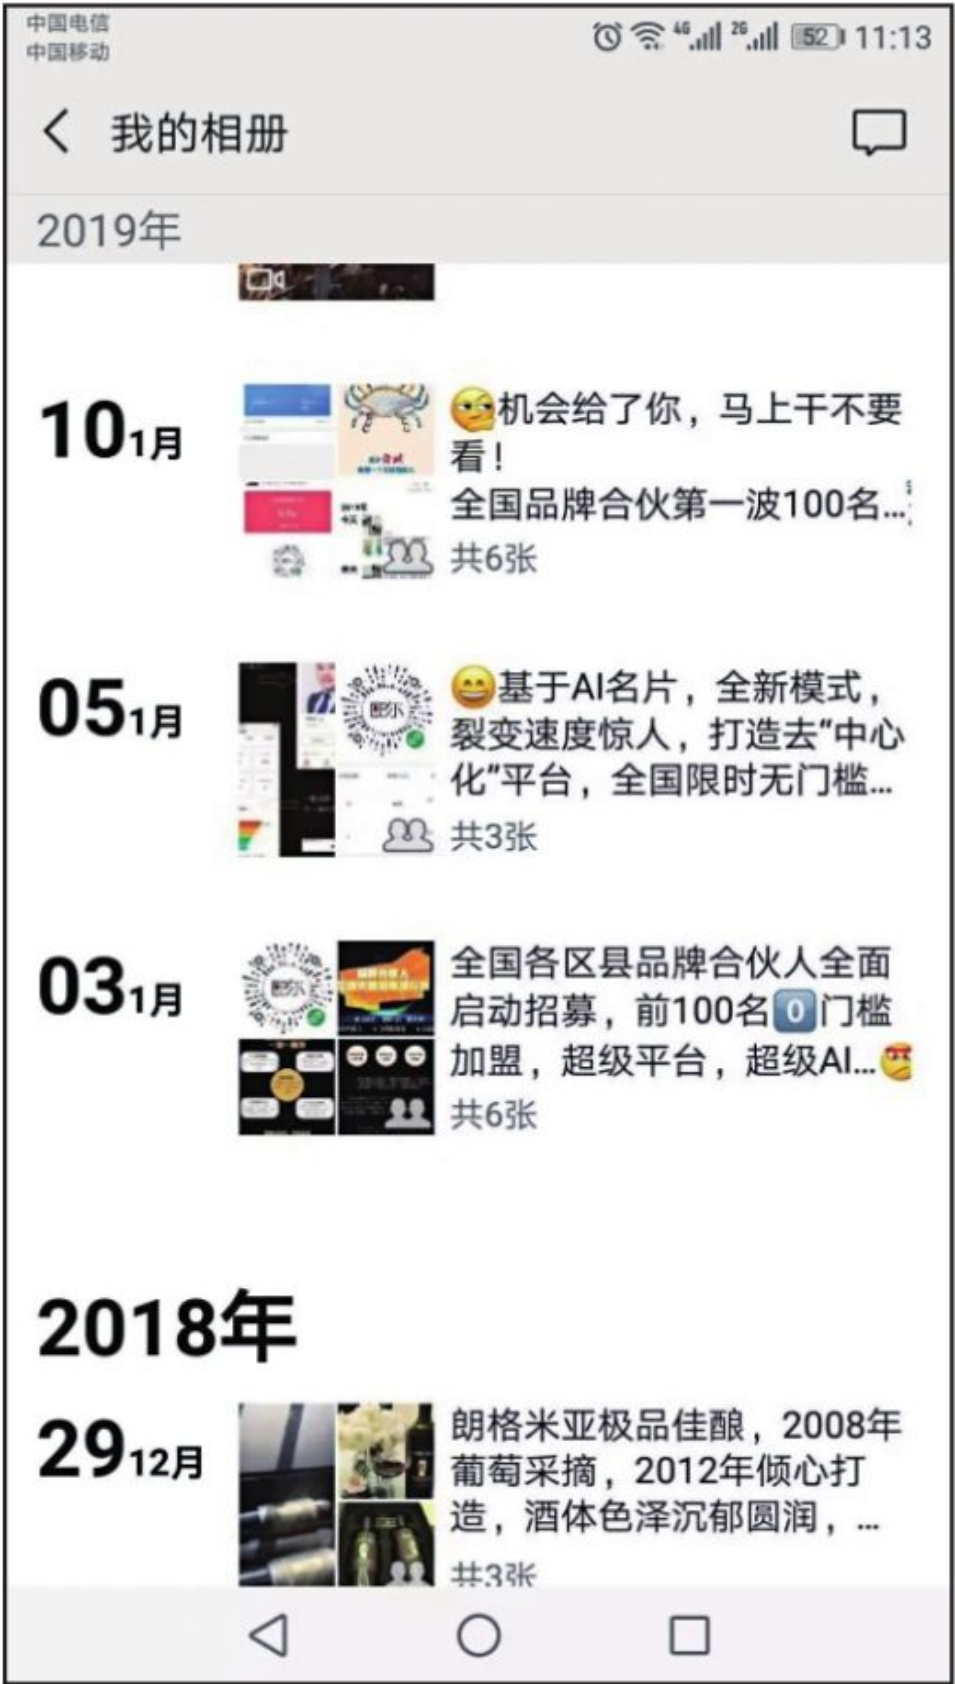 中国电信
中国移动
4G
2G
52
11:13
我的相册
2019年
10 1月
机会给了你，马上干不要
看！
全国品牌合伙第一波100名...
共6张
05 1月
基于AI名片，全新模式，
裂变速度惊人，打造去“中心
化”平台，全国限时无门槛...
共3张
03 1月
全国各区县品牌合伙人全面
启动招募，前100名0门槛
加盟，超级平台，超级AI...
共6张
2018年
29 12月
朗格米亚极品佳酿，2008年
葡萄采摘，2012年倾心打
造，酒体色泽沉郁圆润，...
共3张